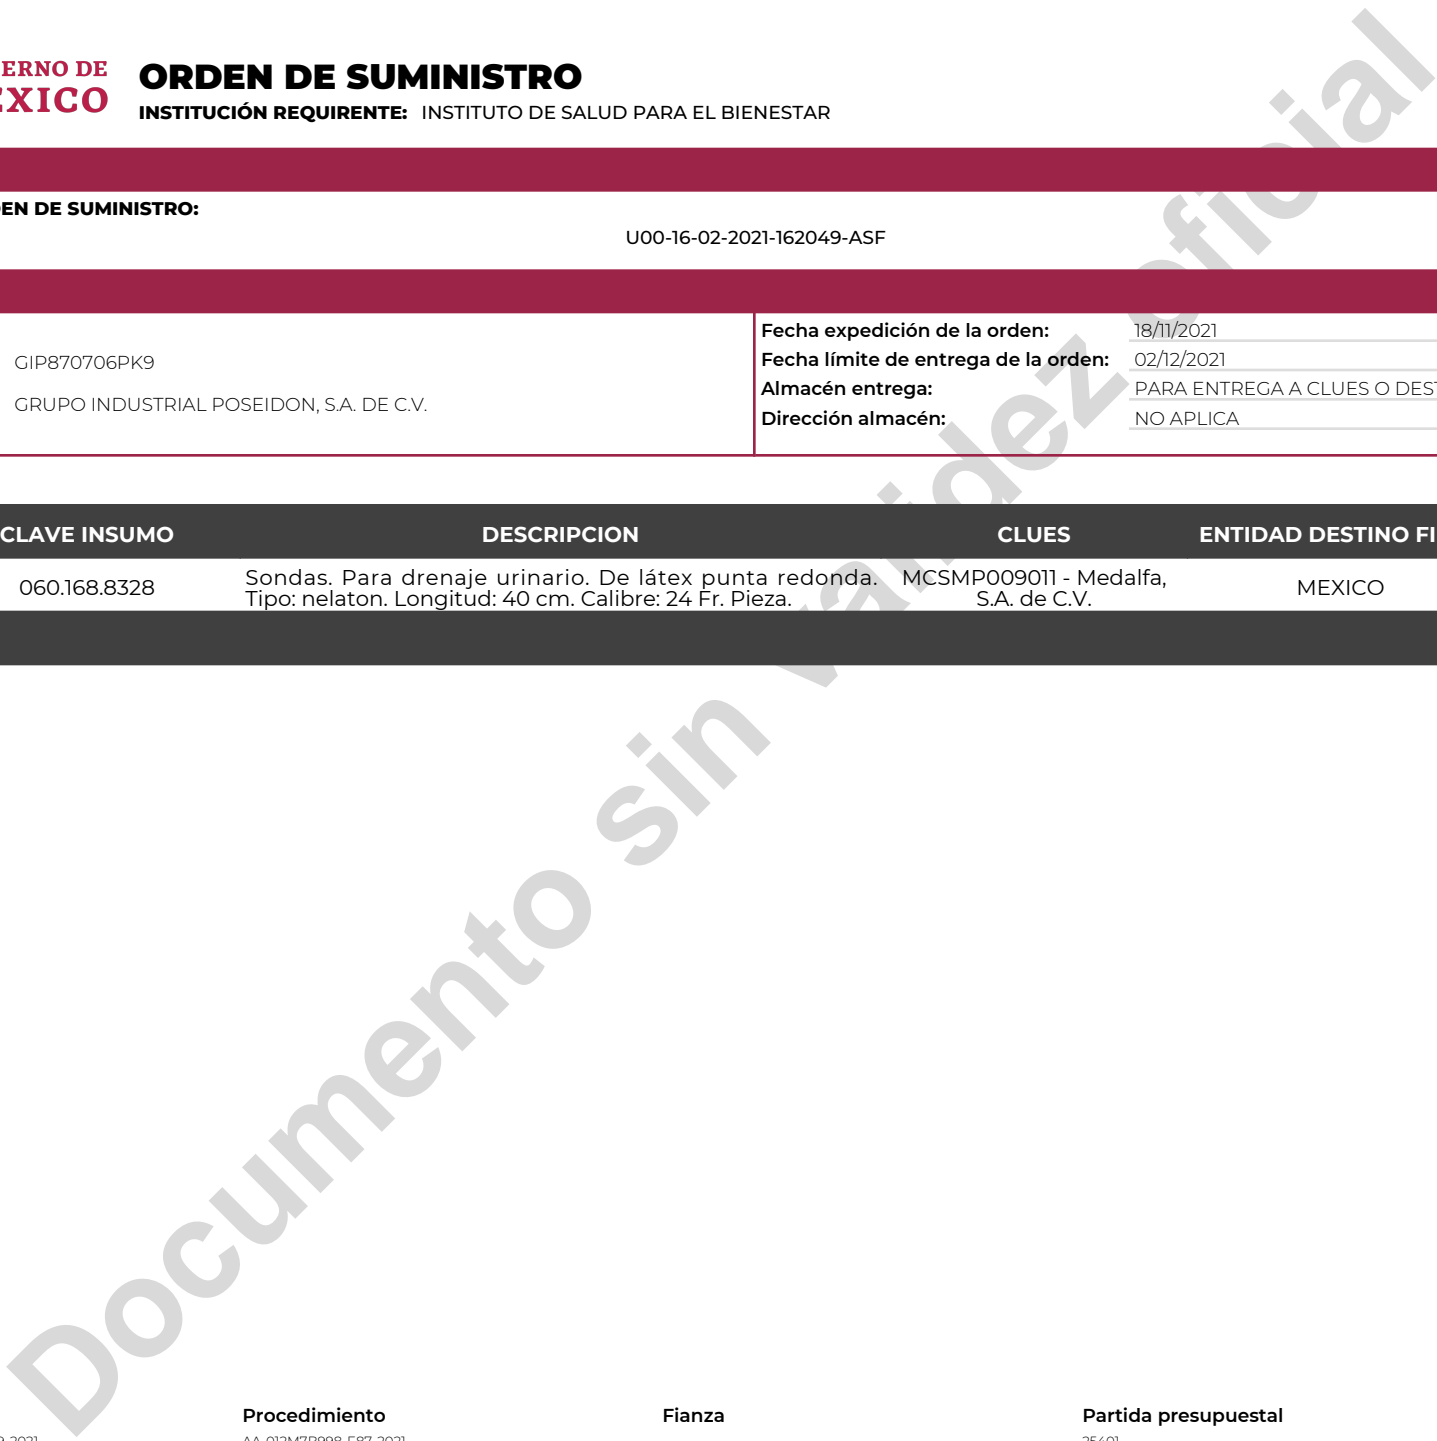 ERNO DE
EXICO
ORDEN DE SUMINISTRO
INSTITUCIÓN REQUIRENTE: INSTITUTO DE SALUD PARA EL BIENESTAR
EN DE SUMINISTRO:
U00-16-02-2021-162049-ASF
GIP870706PK9
GRUPO INDUSTRIAL POSEIDON, S.A. DE C.V.
Fecha expedición de la orden: 18/11/2021
Fecha límite de entrega de la orden: 02/12/2021
Almacén entrega: PARA ENTREGA A CLUES O DEST
Dirección almacén: NO APLICA
CLAVE INSUMO DESCRIPCION CLUES ENTIDAD DESTINO FI
060.168.8328
Sondas. Para drenaje urinario. De látex punta redonda.
Tipo: nelaton. Longitud: 40 cm. Calibre: 24 Fr. Pieza.
MCSMP009011 - Medalfa,
S.A. de C.V.
MEXICO
Documento sin validez oficial
Procedimiento Fianza Partida presupuestal